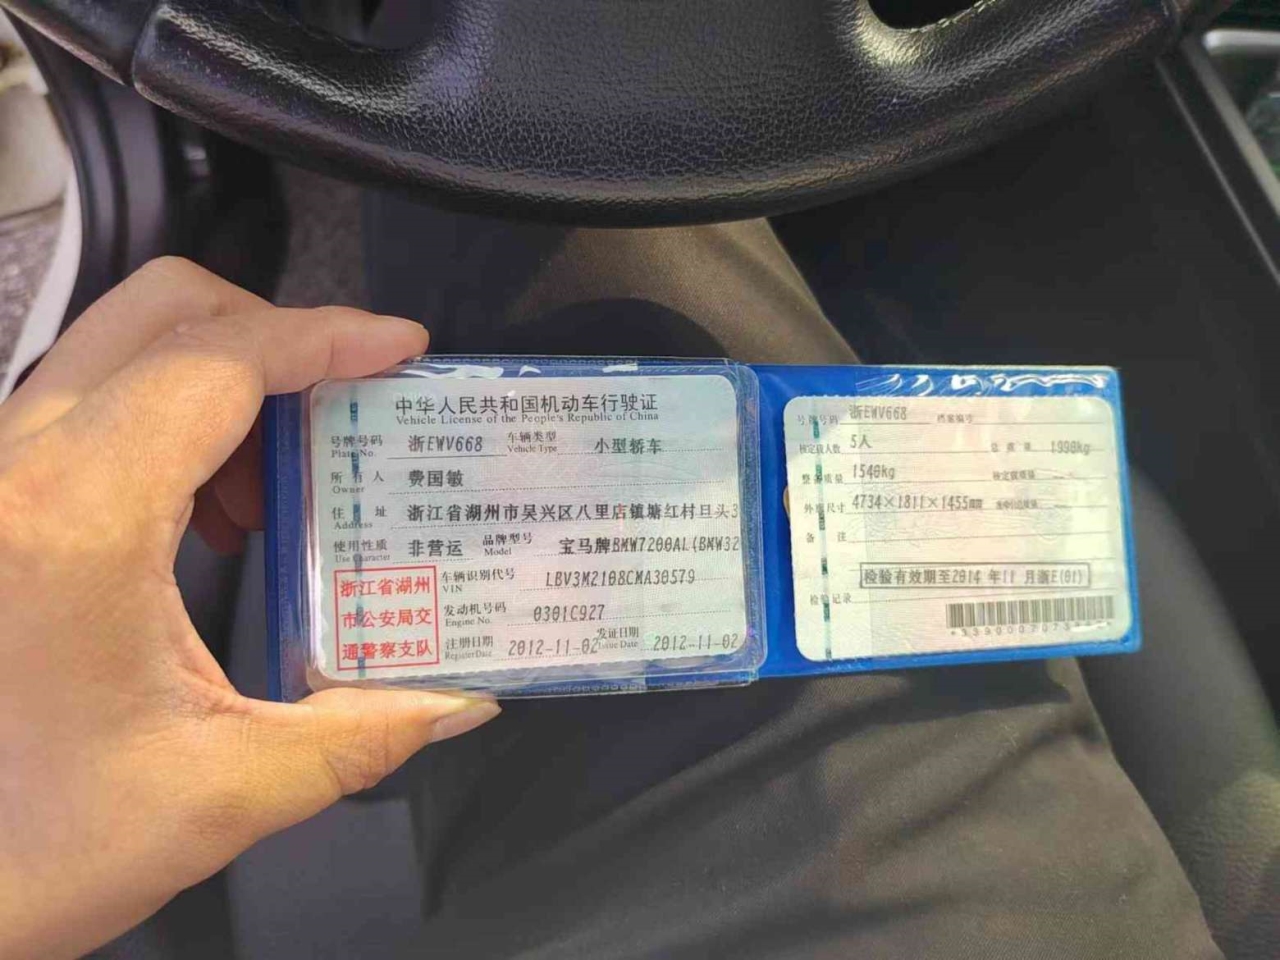 中华人民共和国机动车行驶证
Vehicle License of the People's Republic of China
号牌号码 浙EWV668 车辆类型 小型轿车
Plate No. Vehicle Type
所有人 费国敏
Owner
住址 浙江省湖州市吴兴区八里店镇塘红村旦头3
Address
使用性质 非营运 品牌型号 宝马牌BMW7200AL(BMW32
Use Character Model
浙江省湖州
市公安局交
通警察支队
车辆识别代号 LBV3M2108CMA30579
VIN
发动机号码 0301C927
Engine No.
注册日期 2012-11-02 发证日期 2012-11-02
Register Date Issue Date
号牌号码 浙EWV668 档案编号
核定载人数 5人 总质量 1990kg
整备质量 1540kg 核定载质量
外廓尺寸 4734×1811×1455mm
备注
检验有效期至2014年11月浙E(01)
检验记录